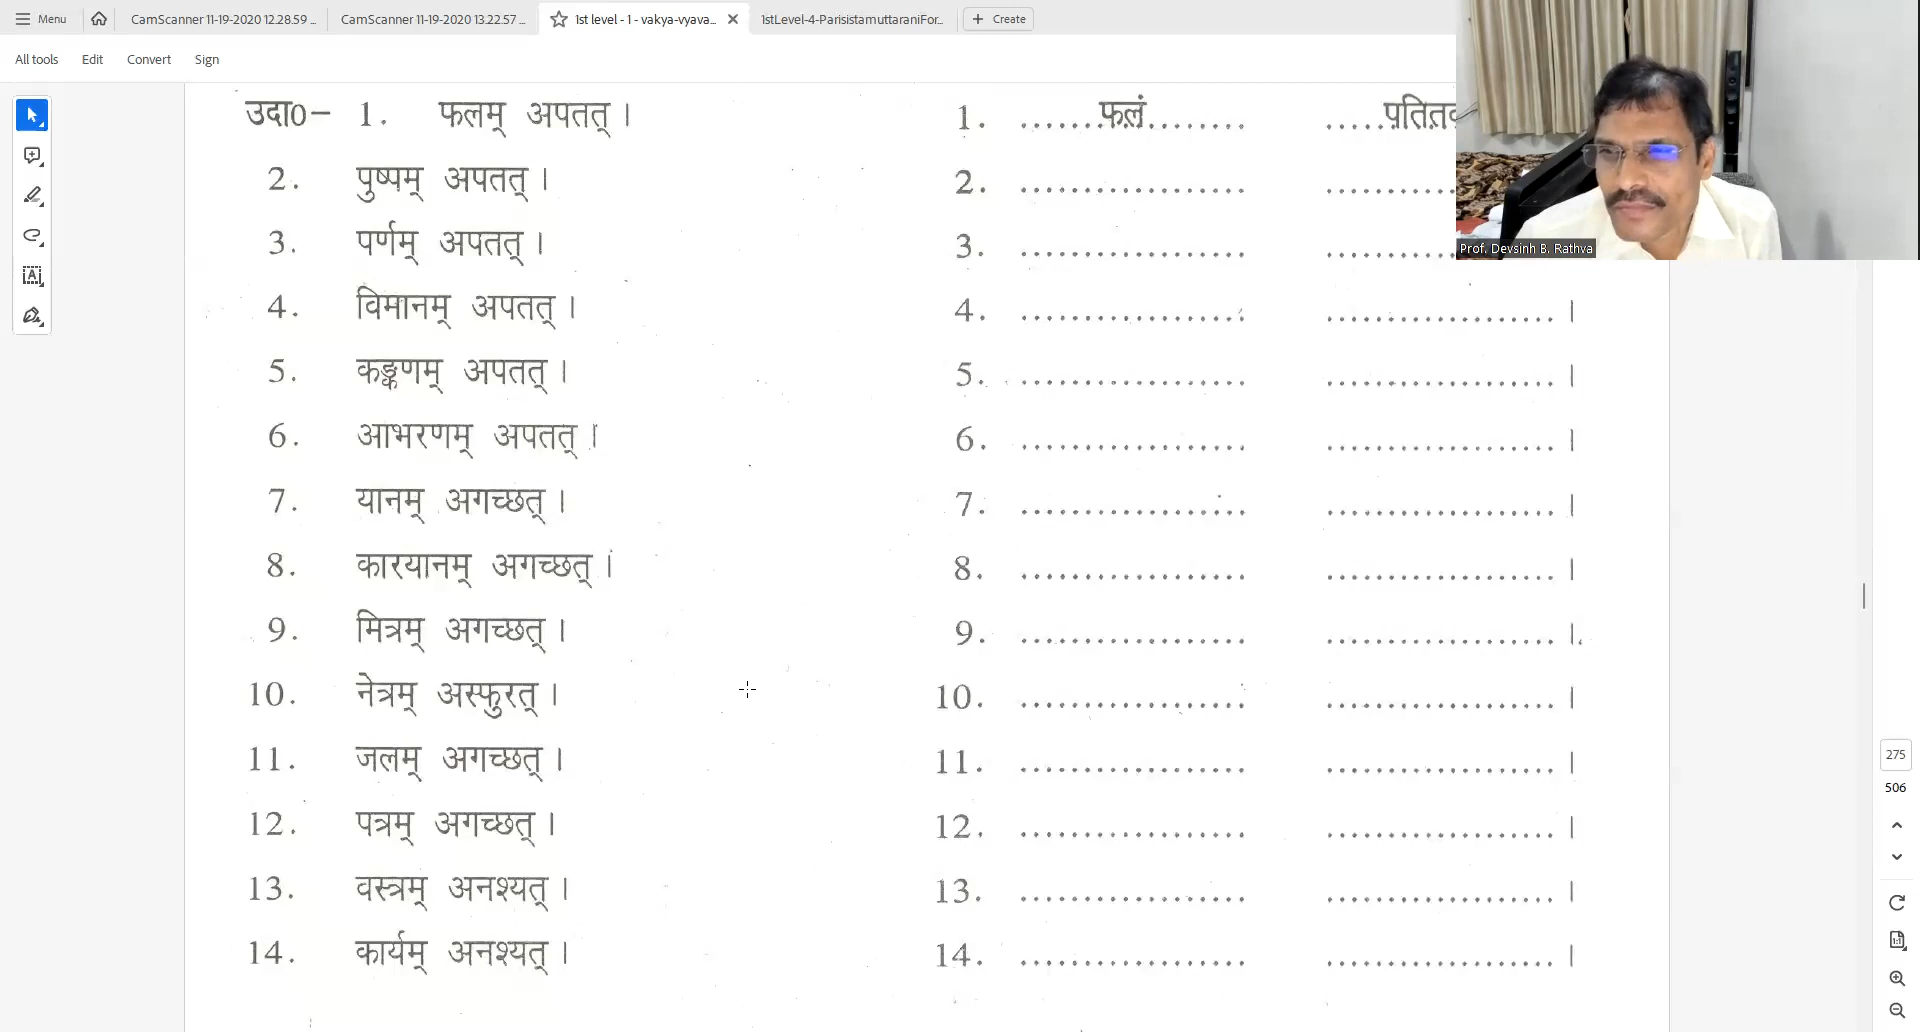 Menu CamScanner 11-19-2020 12.28.59 ... CamScanner 11-19-2020 13.22.57 ... 1st level - 1 - vakya-vyava... 1stLevel-4-ParisistamuttaraniFor... Create
All tools Edit Convert Sign
उदा0– 1. फलम् अपतत् । 1. ......फलं........ .....पतित
2. पुष्पम् अपतत् । 2. .................. ........
3. पर्णम् अपतत् । 3. .................. ........
Prof. Devsinh B. Rathva
4. विमानम् अपतत् । 4. .................. .................. |
5. कङ्कणम् अपतत् । 5. .................. .................. |
6. आभरणम् अपतत् । 6. .................. .................. |
7. यानम् अगच्छत् । 7. .................. .................. |
8. कारयानम् अगच्छत् । 8. .................. .................. |
9. मित्रम् अगच्छत् । 9. .................. .................. |
10. नेत्रम् अस्फुरत् । 10. .................. .................. |
11. जलम् अगच्छत् । 11. .................. .................. |
12. पत्रम् अगच्छत् । 12. .................. .................. |
13. वस्त्रम् अनश्यत् । 13. .................. .................. |
14. कार्यम् अनश्यत् । 14. .................. .................. |
275
506